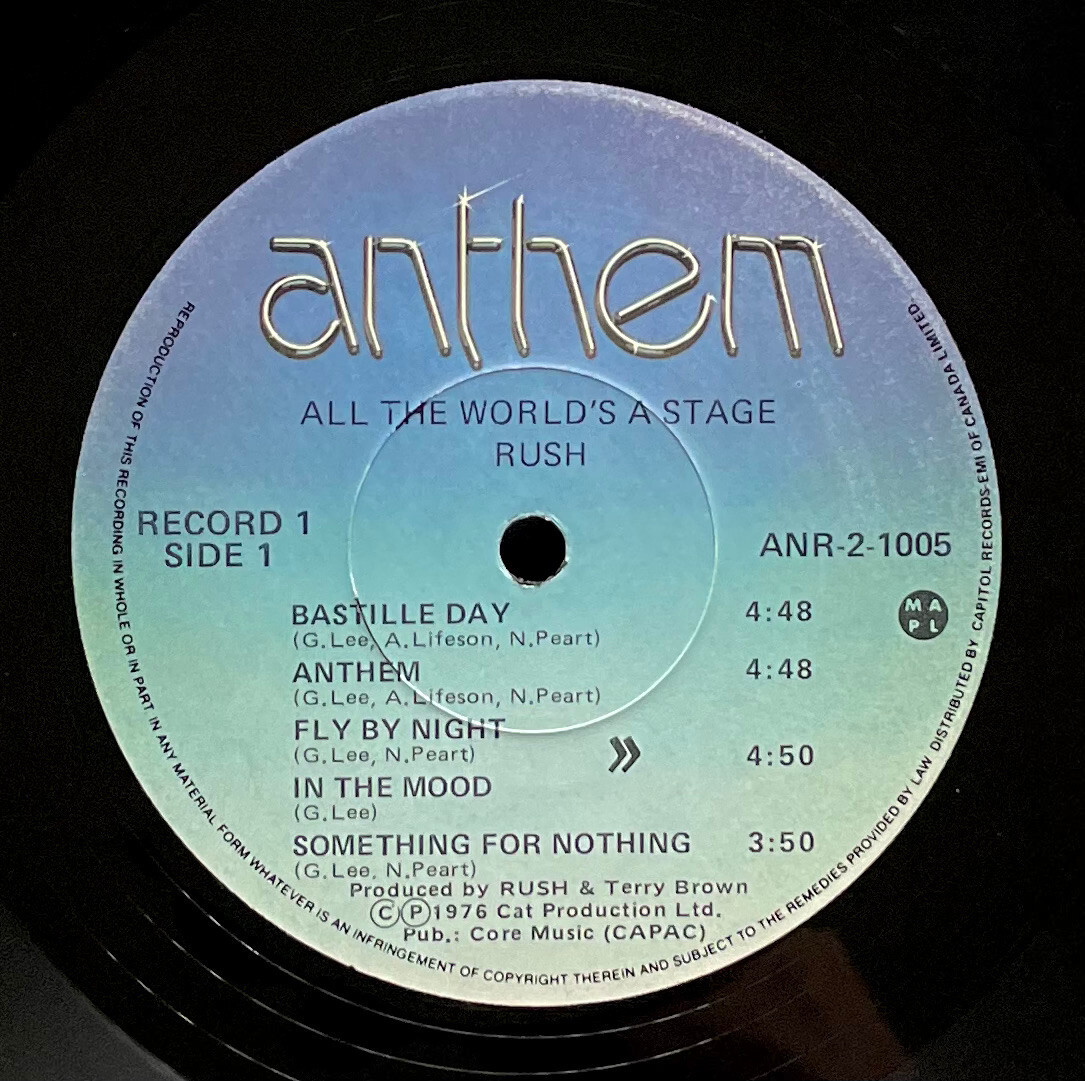 anthem
ALL THE WORLD'S A STAGE
RUSH
RECORD 1
SIDE 1
ANR-2-1005
MA
PL
BASTILLE DAY 4:48
(G.Lee, A.Lifeson, N.Peart)
ANTHEM 4:48
(G.Lee, A.Lifeson, N.Peart)
FLY BY NIGHT
(G.Lee, N.Peart) » 4:50
IN THE MOOD
(G.Lee)
SOMETHING FOR NOTHING 3:50
(G.Lee, N.Peart)
Produced by RUSH & Terry Brown
©℗1976 Cat Production Ltd.
Pub.: Core Music (CAPAC)
REPRODUCTION OF THIS RECORDING IN WHOLE OR IN PART IN ANY MATERIAL FORM WHATEVER IS AN INFRINGEMENT OF COPYRIGHT THEREIN AND SUBJECT TO THE REMEDIES PROVIDED BY LAW DISTRIBUTED BY CAPITOL RECORDS-EMI OF CANADA LIMITED.